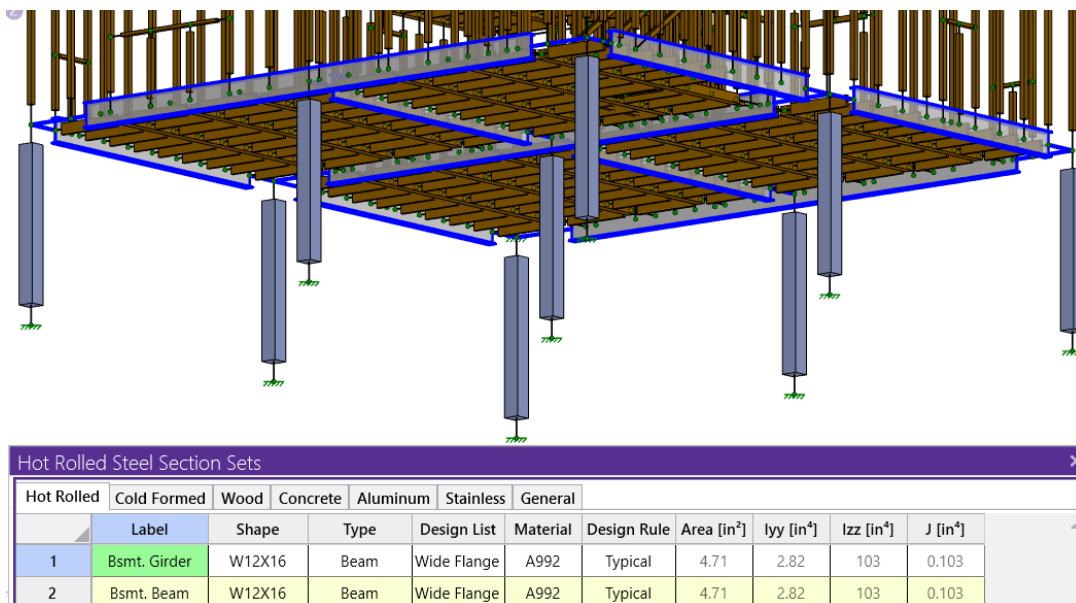 2
Hot Rolled Steel Section Sets
Hot Rolled Cold Formed Wood Concrete Aluminum Stainless General
Label Shape Type Design List Material Design Rule Area [in²] Iyy [in⁴] Izz [in⁴] J [in⁴]
1 Bsmt. Girder W12X16 Beam Wide Flange A992 Typical 4.71 2.82 103 0.103
2 Bsmt. Beam W12X16 Beam Wide Flange A992 Typical 4.71 2.82 103 0.103